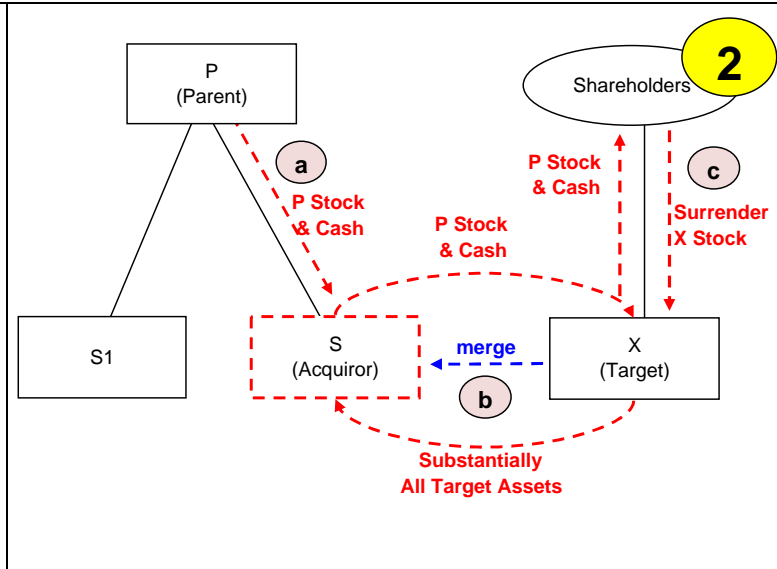 P
(Parent)
Shareholders
2
a
P Stock
& Cash
P Stock
& Cash
P Stock
& Cash
c
Surrender
X Stock
S1
S
(Acquiror)
merge
b
X
(Target)
Substantially
All Target Assets